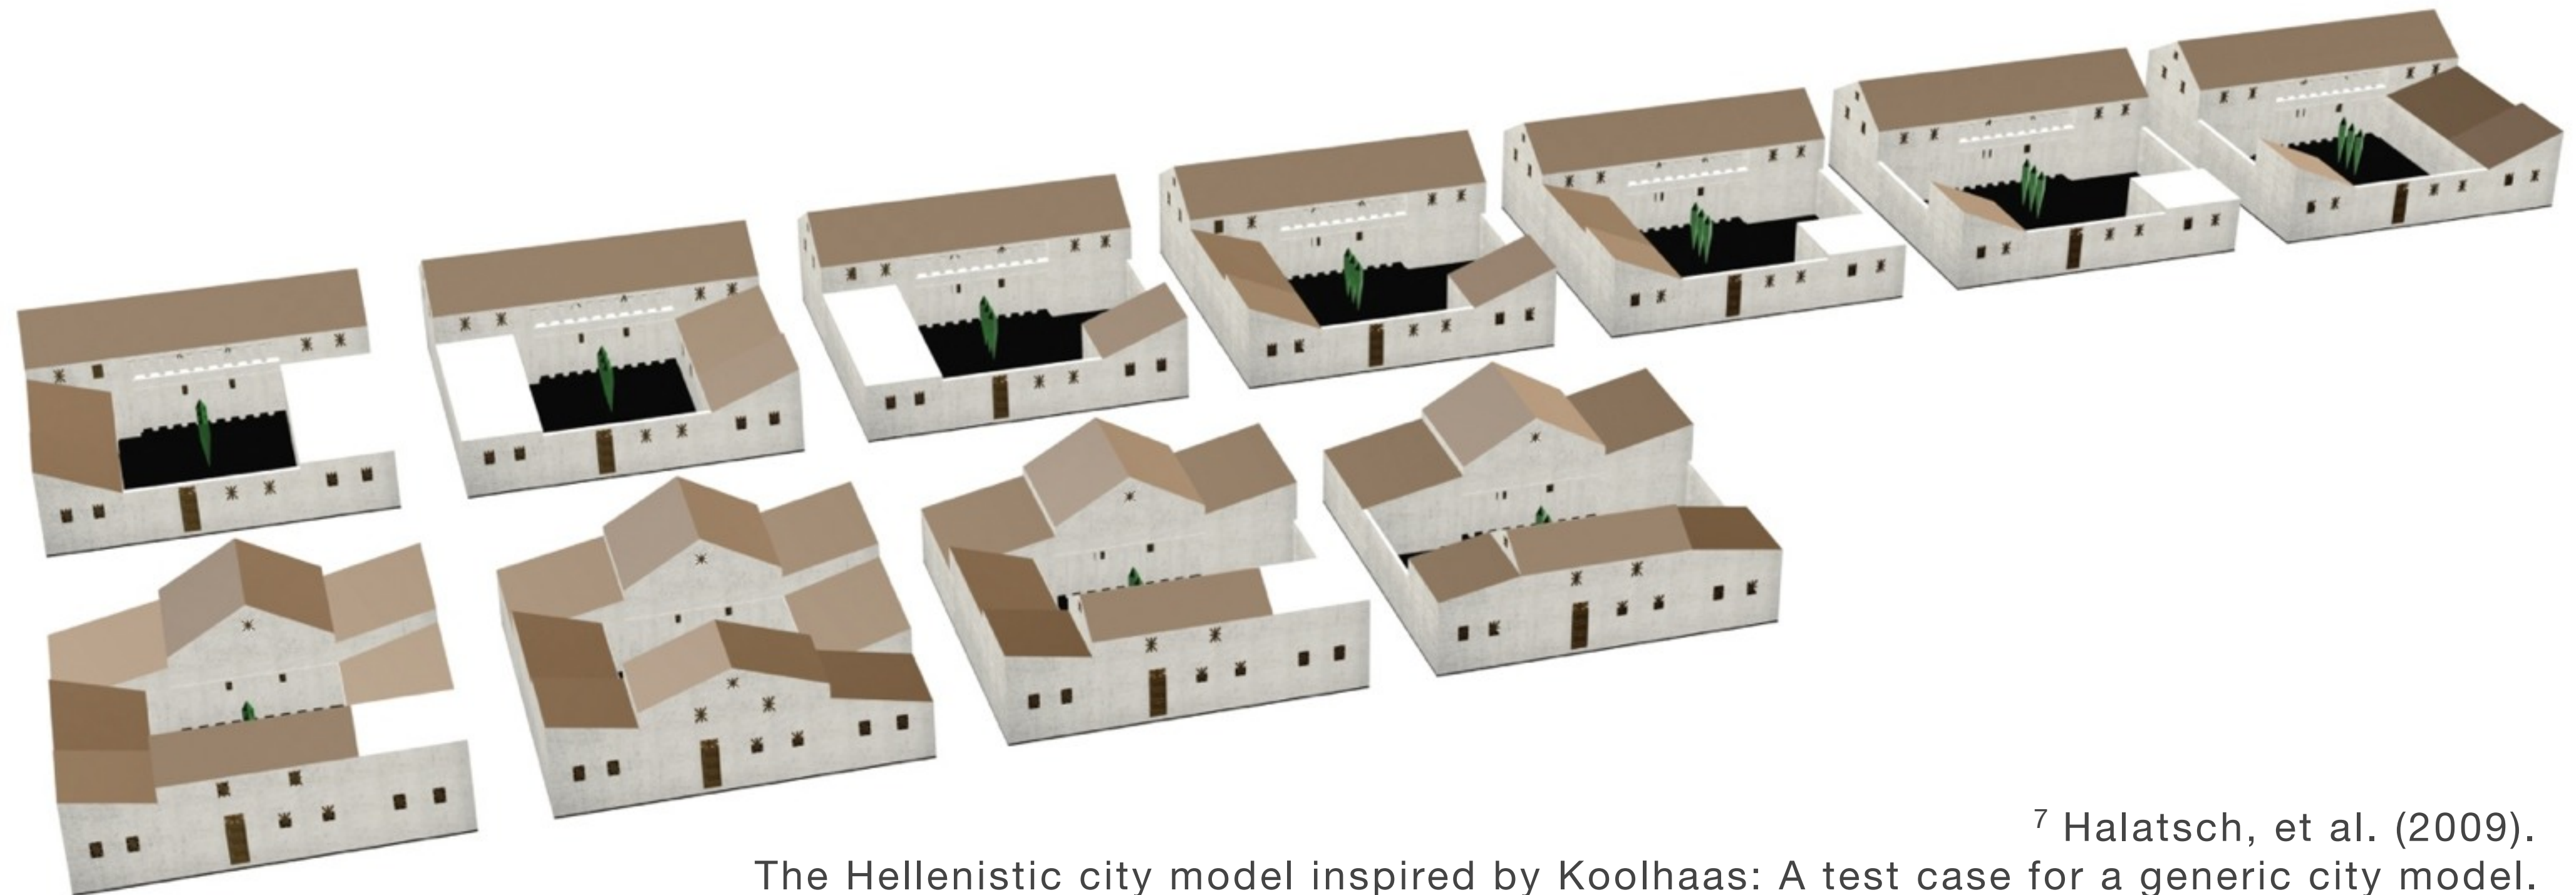 ⁷ Halatsch, et al. (2009).
The Hellenistic city model inspired by Koolhaas: A test case for a generic city model.